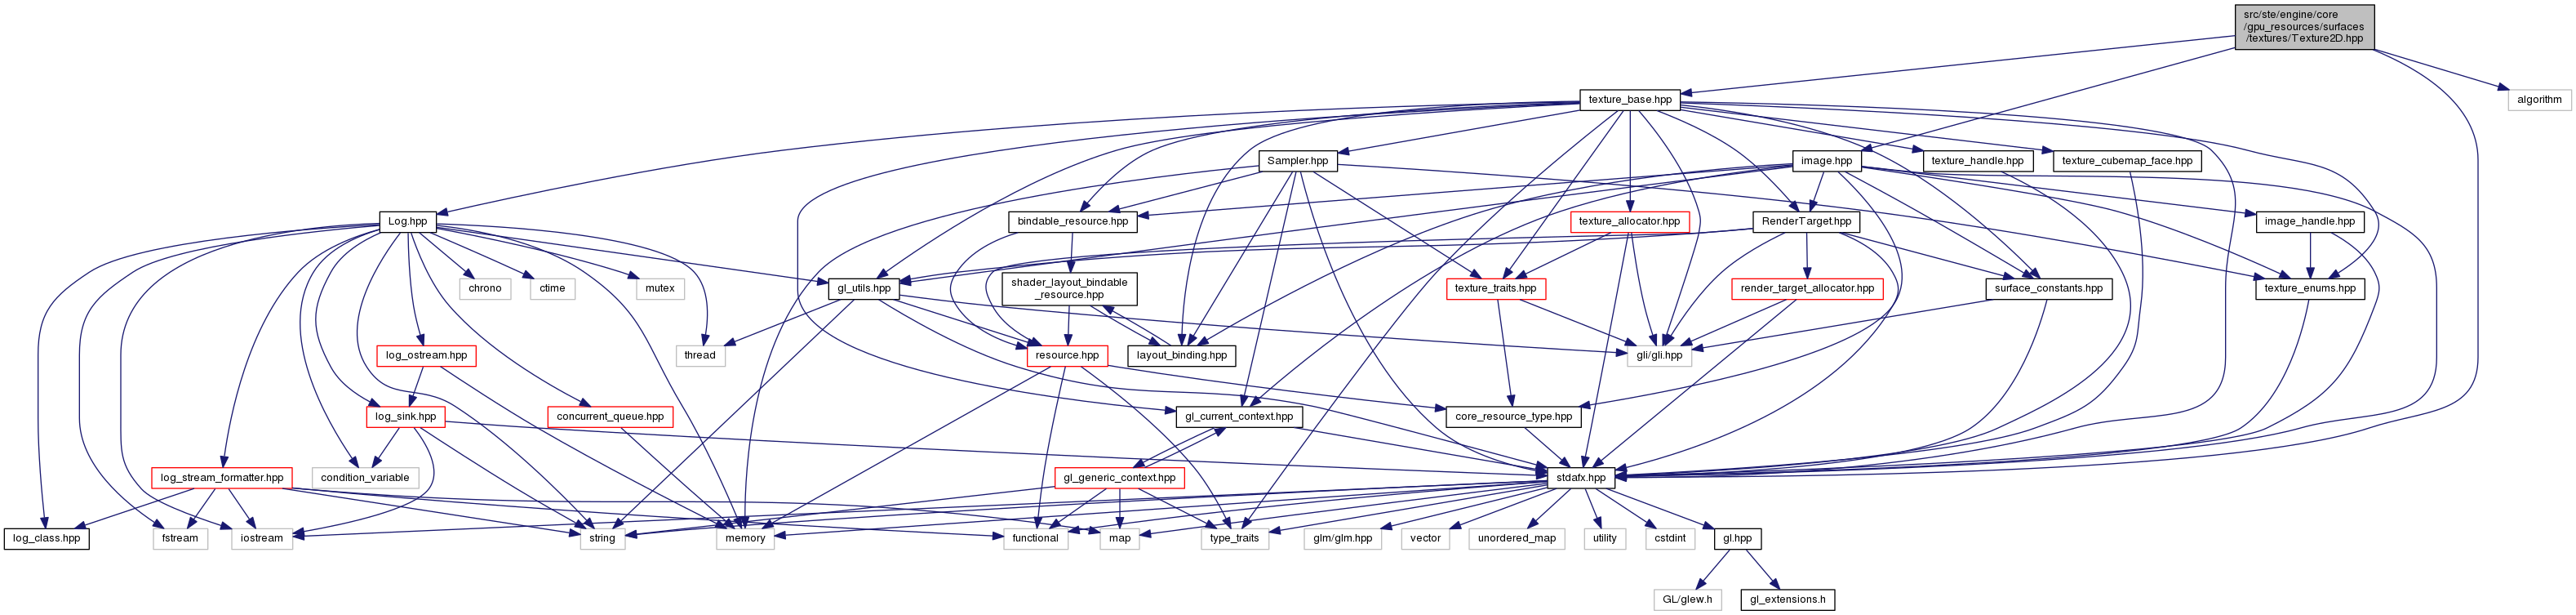 src/ste/engine/core
/gpu_resources/surfaces
/textures/Texture2D.hpp
texture_base.hpp
algorithm
Sampler.hpp
image.hpp
texture_handle.hpp
texture_cubemap_face.hpp
Log.hpp
bindable_resource.hpp
texture_allocator.hpp
RenderTarget.hpp
image_handle.hpp
chrono
ctime
mutex
gl_utils.hpp
shader_layout_bindable
_resource.hpp
texture_traits.hpp
render_target_allocator.hpp
surface_constants.hpp
texture_enums.hpp
log_ostream.hpp
thread
resource.hpp
layout_binding.hpp
gli/gli.hpp
log_sink.hpp
concurrent_queue.hpp
gl_current_context.hpp
core_resource_type.hpp
log_stream_formatter.hpp
condition_variable
gl_generic_context.hpp
stdafx.hpp
log_class.hpp
fstream
iostream
string
memory
functional
map
type_traits
glm/glm.hpp
vector
unordered_map
utility
cstdint
gl.hpp
GL/glew.h
gl_extensions.h